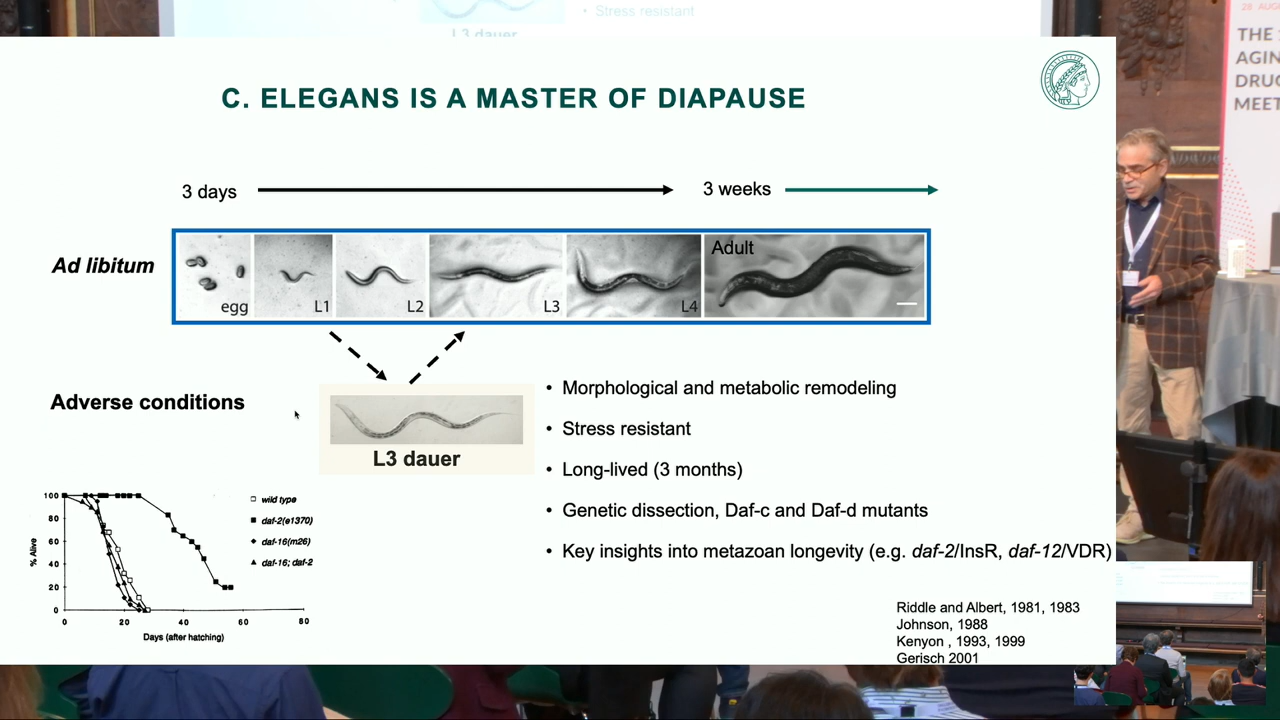 Stress resistant
L3 dauer
28 AUG
THE
AGIN
DRUG
MEET
C. ELEGANS IS A MASTER OF DIAPAUSE
3 days
3 weeks
Ad libitum
egg
L1
L2
L3
L4
Adult
Adverse conditions
L3 dauer
• Morphological and metabolic remodeling
• Stress resistant
• Long-lived (3 months)
• Genetic dissection, Daf-c and Daf-d mutants
• Key insights into metazoan longevity (e.g. daf-2/InsR, daf-12/VDR)
% Alive
100
80
60
40
20
0
0 20 40 60 80
Days (after hatching)
wild type
daf-2(e1370)
daf-16(m26)
daf-16; daf-2
Riddle and Albert, 1981, 1983
Johnson, 1988
Kenyon , 1993, 1999
Gerisch 2001